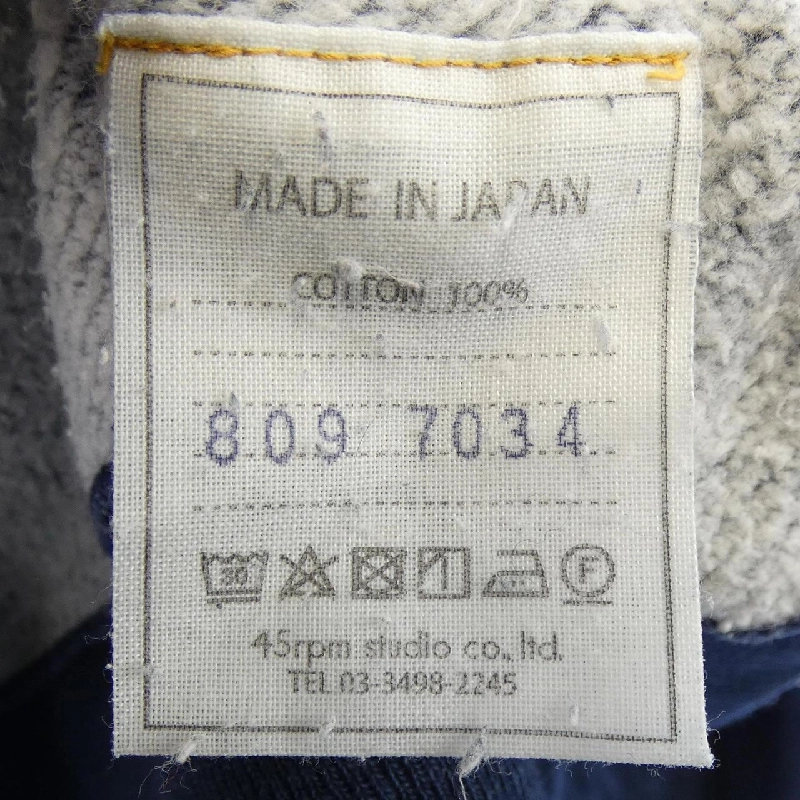 MADE IN JAPAN
COTTON 100%
809 7034
30 F
45rpm studio co., ltd.
TEL 03-3498-2245